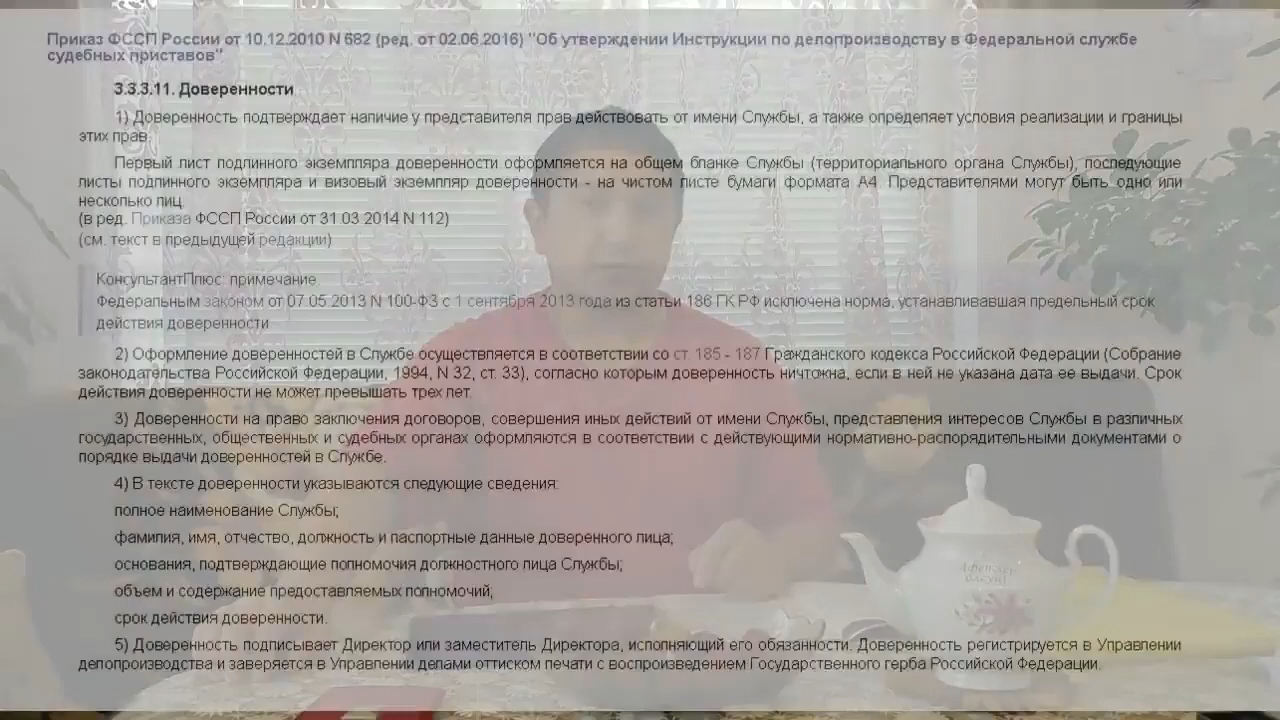 Приказ ФССП России от 10.12.2010 N 682 (ред. от 02.06.2016) "Об утверждении Инструкции по делопроизводству в Федеральной службе
судебных приставов"
3.3.3.11. Доверенности
1) Доверенность подтверждает наличие у представителя прав действовать от имени Службы, а также определяет условия реализации и границы
этих прав.
Первый лист подлинного экземпляра доверенности оформляется на общем бланке Службы (территориального органа Службы), последующие
листы подлинного экземпляра и визовый экземпляр доверенности - на чистом листе бумаги формата А4. Представителями могут быть одно или
несколько лиц.
(в ред. Приказа ФССП России от 31.03.2014 N 112)
(см. текст в предыдущей редакции)
КонсультантПлюс: примечание.
Федеральным законом от 07.05.2013 N 100-ФЗ с 1 сентября 2013 года из статьи 186 ГК РФ исключена норма, устанавливавшая предельный срок
действия доверенности
2) Оформление доверенностей в Службе осуществляется в соответствии со ст. 185 - 187 Гражданского кодекса Российской Федерации (Собрание
законодательства Российской Федерации, 1994, N 32, ст. 33), согласно которым доверенность ничтожна, если в ней не указана дата ее выдачи. Срок
действия доверенности не может превышать трех лет.
3) Доверенности на право заключения договоров, совершения иных действий от имени Службы, представления интересов Службы в различных
государственных, общественных и судебных органах оформляются в соответствии с действующими нормативно-распорядительными документами о
порядке выдачи доверенностей в Службе.
4) В тексте доверенности указываются следующие сведения:
полное наименование Службы;
фамилия, имя, отчество, должность и паспортные данные доверенного лица;
основания, подтверждающие полномочия должностного лица Службы;
объем и содержание предоставляемых полномочий;
срок действия доверенности.
5) Доверенность подписывает Директор или заместитель Директора, исполняющий его обязанности. Доверенность регистрируется в Управлении
делопроизводства и заверяется в Управлении делами оттиском печати с воспроизведением Государственного герба Российской Федерации.